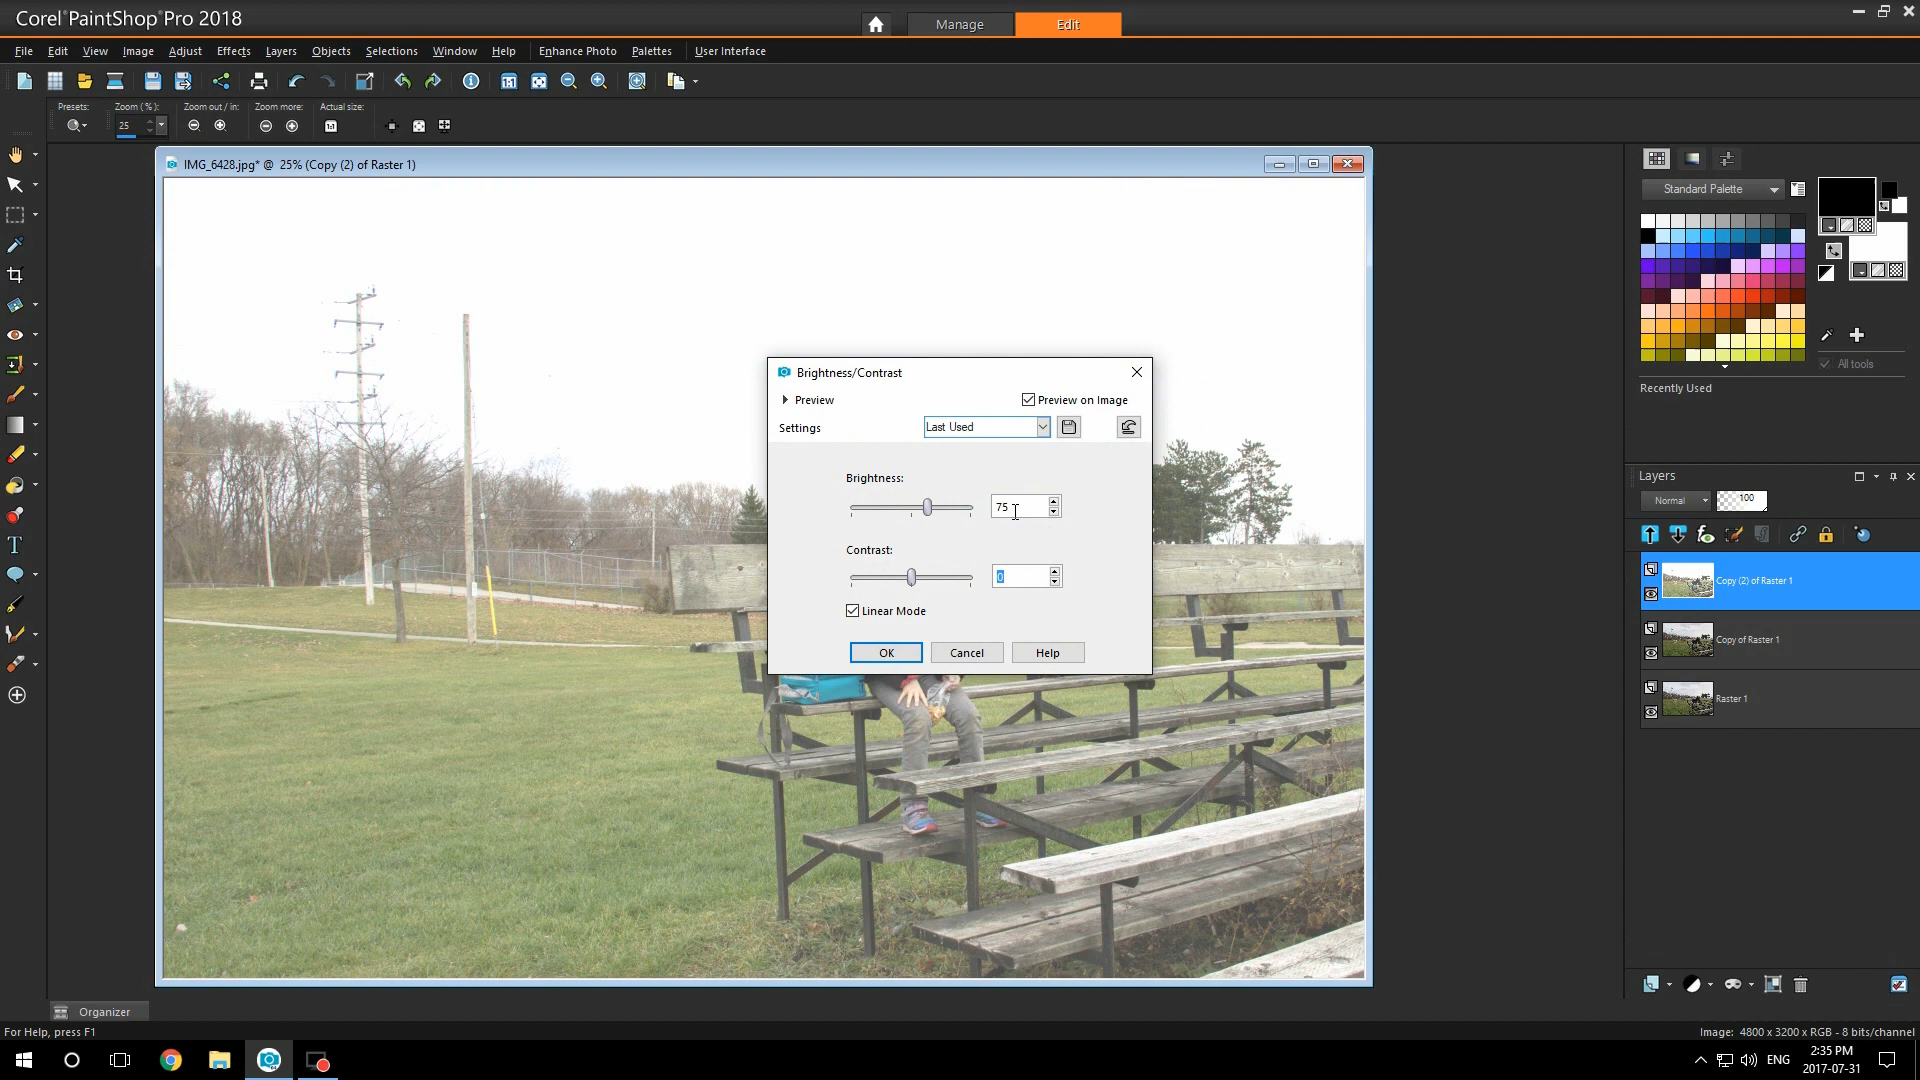 Corel® PaintShop® Pro 2018
Manage
Edit
File Edit View Image Adjust Effects Layers Objects Selections Window Help Enhance Photo Palettes User Interface
Presets: Zoom (%): Zoom out / in: Zoom more: Actual size:
25
IMG_6428.jpg* @ 25% (Copy (2) of Raster 1)
Brightness/Contrast
Preview
Preview on Image
Settings
Last Used
Brightness:
75
Contrast:
0
Linear Mode
OK
Cancel
Help
Standard Palette
All tools
Recently Used
Layers
Normal
100
Copy (2) of Raster 1
Copy of Raster 1
Raster 1
Organizer
For Help, press F1
Image: 4800 x 3200 x RGB - 8 bits/channel
ENG
2:35 PM
2017-07-31